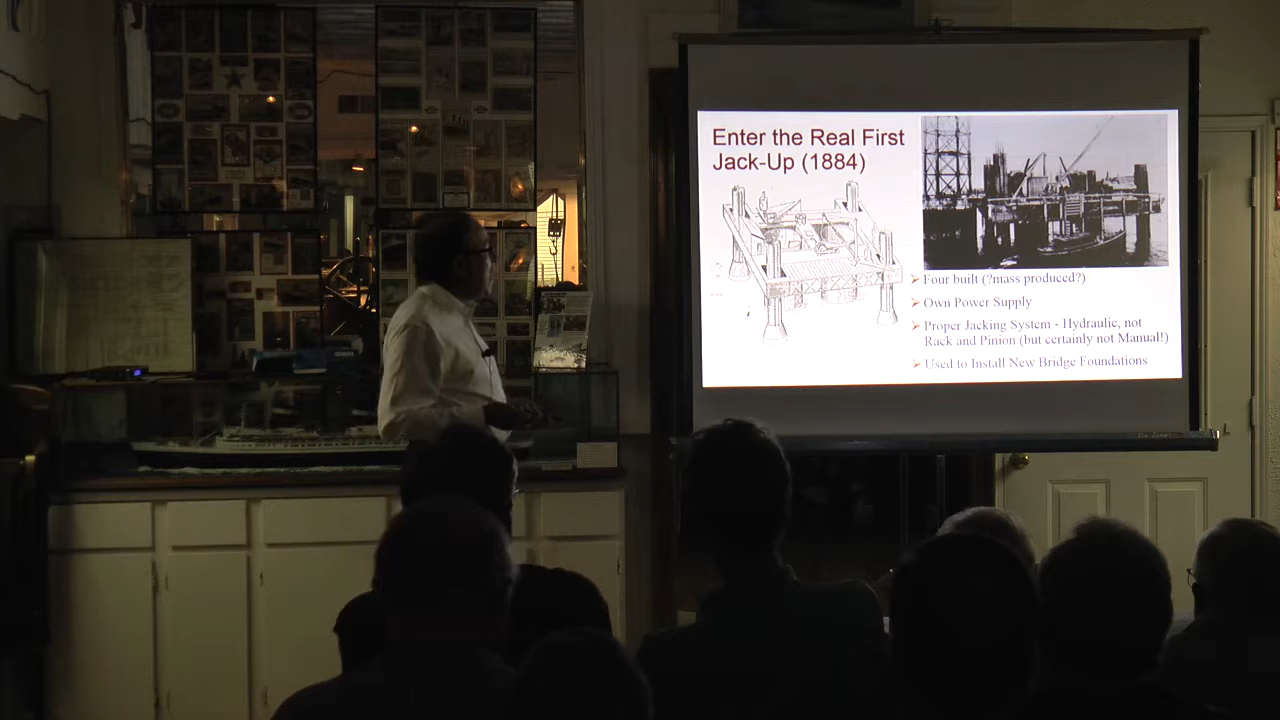 Enter the Real First
Jack-Up (1884)
Four built (?mass produced?)
Own Power Supply
Proper Jacking System - Hydraulic, not
Rack and Pinion (but certainly not Manual!)
Used to Install New Bridge Foundations